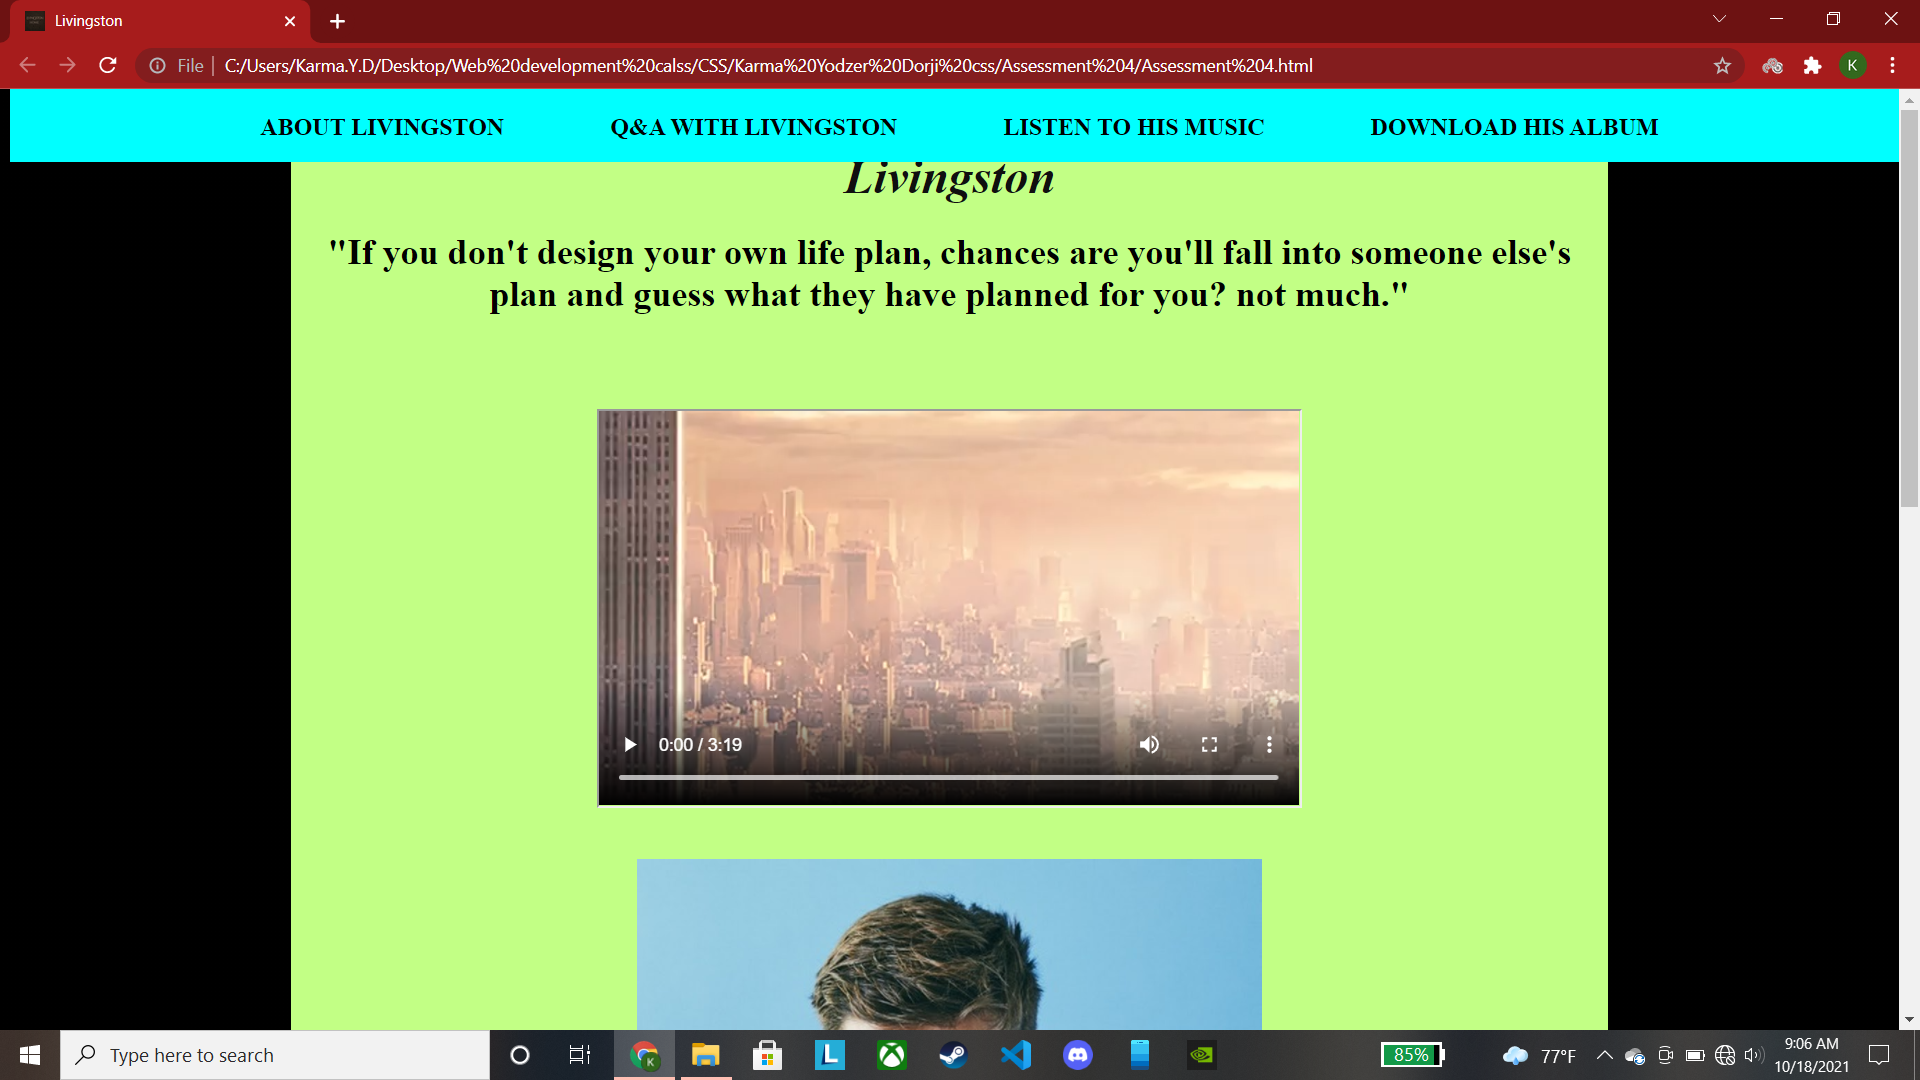 Livingston
File
C:/Users/Karma.Y.D/Desktop/Web%20development%20calss/CSS/Karma%20Yodzer%20Dorji%20css/Assessment%204/Assessment%204.html
K
ABOUT LIVINGSTON
Q&A WITH LIVINGSTON
LISTEN TO HIS MUSIC
DOWNLOAD HIS ALBUM
Livingston
"If you don't design your own life plan, chances are you'll fall into someone else's
plan and guess what they have planned for you? not much."
0:00 / 3:19
Type here to search
K
L
85%
77°F
9:06 AM
10/18/2021